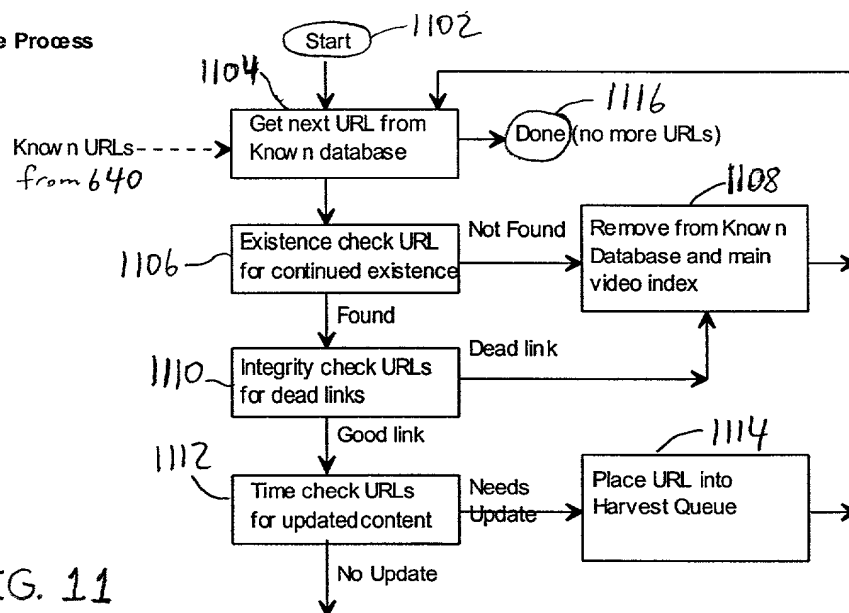 e Process
Start
1102
1104
Get next URL from
Known database
1116
Done (no more URLs)
Known URLs
from 640
1108
1106
Existence check URL
for continued existence
Not Found
Remove from Known
Database and main
video index
Found
1110
Integrity check URLs
for dead links
Dead link
Good link
1112
Time check URLs
for updated content
Needs
Update
1114
Place URL into
Harvest Queue
No Update
IG. 11